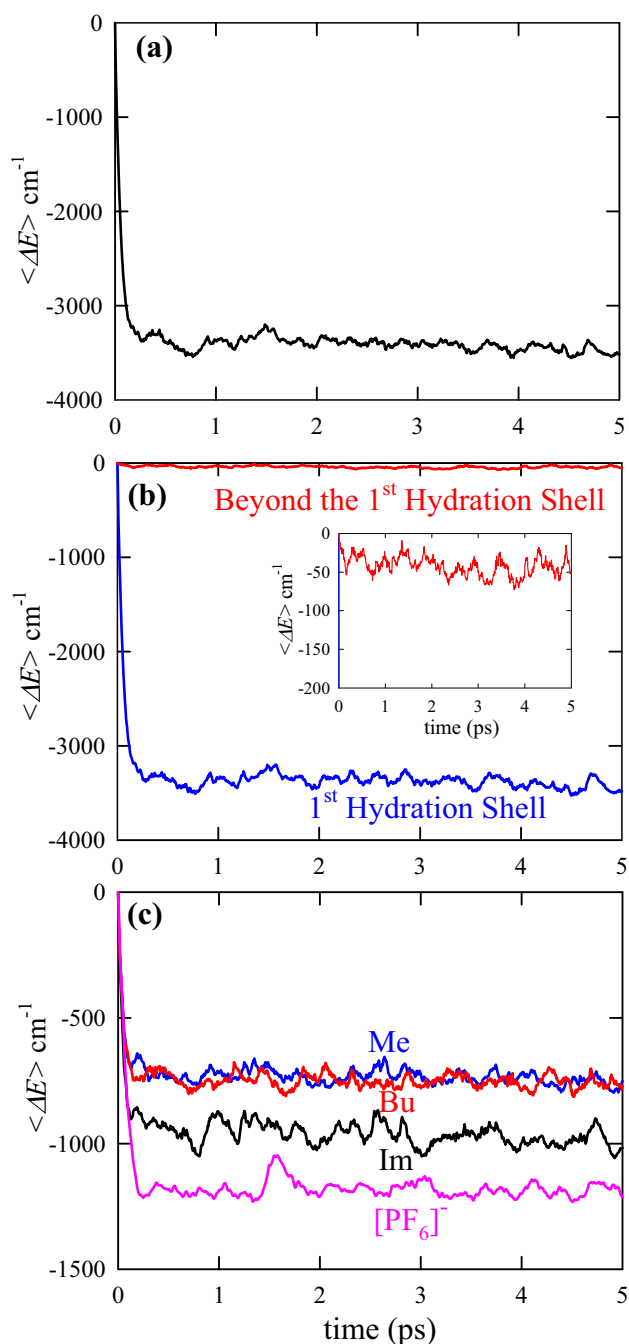 (a)
0
-1000
-2000
-3000
-4000
<ΔE> cm⁻¹
0 1 2 3 4 5
(b)
0
-1000
-2000
-3000
-4000
<ΔE> cm⁻¹
Beyond the 1ˢᵗ Hydration Shell
0
-50
-100
-150
-200
<ΔE> cm⁻¹
0 1 2 3 4 5
time (ps)
1ˢᵗ Hydration Shell
0 1 2 3 4 5
(c)
0
-500
-1000
-1500
<ΔE> cm⁻¹
Me
Bu
Im
[PF₆]⁻
0 1 2 3 4 5
time (ps)